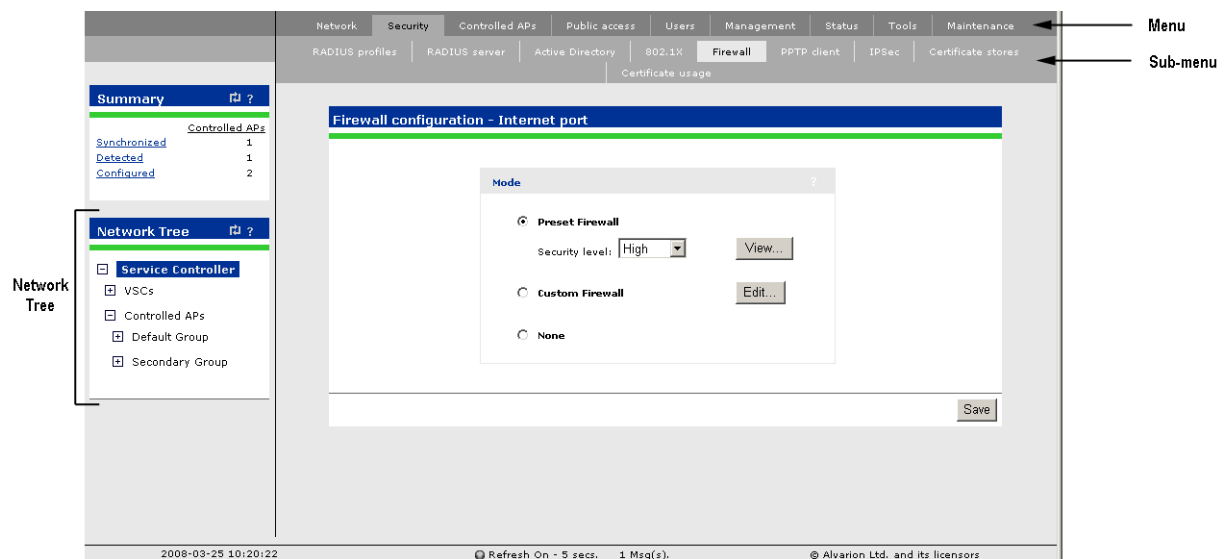 Network Security Controlled APs Public access Users Management Status Tools Maintenance
Menu
RADIUS profiles RADIUS server Active Directory 802.1X Firewall PPTP client IPSec Certificate stores
Sub-menu
Certificate usage
Summary ?
Controlled APs
Synchronized 1
Detected 1
Configured 2
Network Tree ?
Service Controller
VSCs
Controlled APs
Default Group
Secondary Group
Network
Tree
Firewall configuration - Internet port
Mode ?
Preset Firewall
Security level: High View...
Custom Firewall Edit...
None
Save
2008-03-25 10:20:22 Refresh On - 5 secs. 1 Msg(s). © Alvarion Ltd. and its licensors